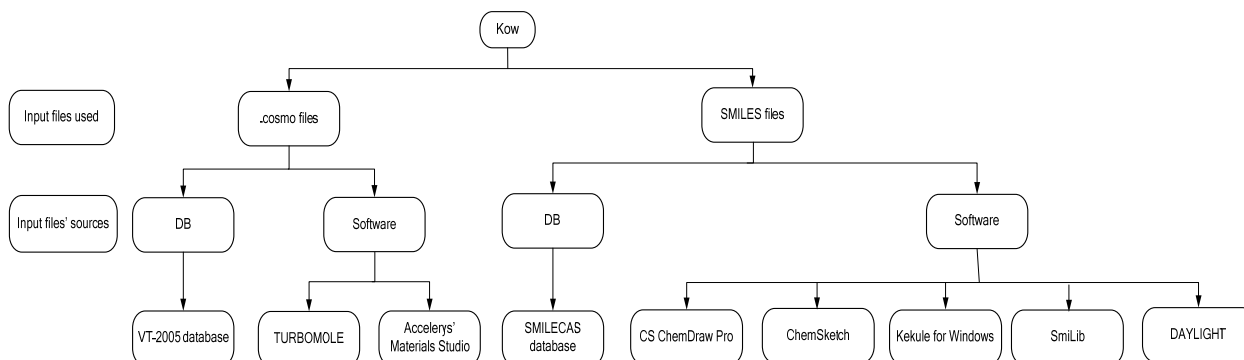 Kow
Input files used
.cosmo files
SMILES files
Input files' sources
DB
Software
DB
Software
VT-2005 database
TURBOMOLE
Accelerys'
Materials Studio
SMILECAS
database
CS ChemDraw Pro
ChemSketch
Kekule for Windows
SmiLib
DAYLIGHT